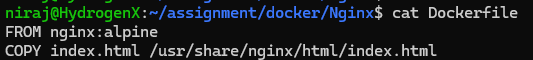 niraj@HydrogenX:~/assignment/docker/Nginx$ cat Dockerfile
FROM nginx:alpine
COPY index.html /usr/share/nginx/html/index.html